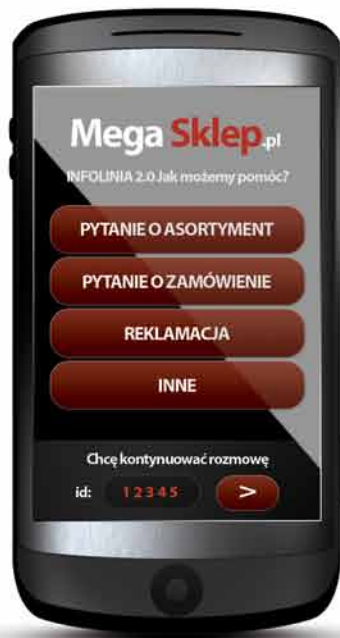 Mega Sklep.pl
INFOLINIA 2.0 Jak możemy pomóc?
PYTANIE O ASORTYMENT
PYTANIE O ZAMÓWIENIE
REKLAMACJA
INNE
Chcę kontynuować rozmowę
id: 12345 >